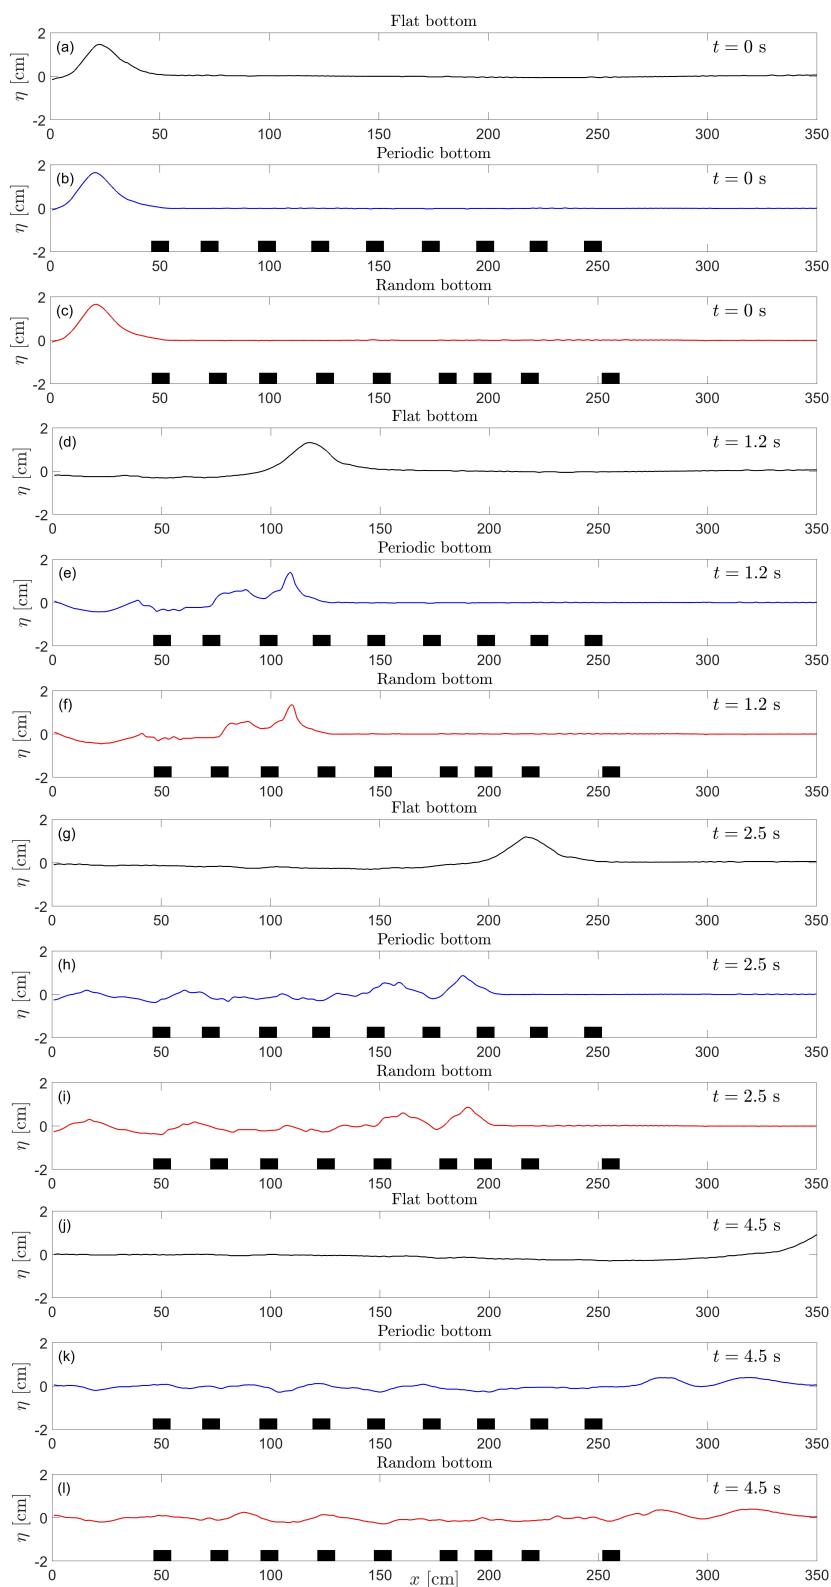 Flat bottom
(a)
t = 0 s
η [cm]
2
0
-2
0 50 100 150 200 250 300 350
Periodic bottom
(b)
t = 0 s
η [cm]
2
0
-2
0 50 100 150 200 250 300 350
Random bottom
(c)
t = 0 s
η [cm]
2
0
-2
0 50 100 150 200 250 300 350
Flat bottom
(d)
t = 1.2 s
η [cm]
2
0
-2
0 50 100 150 200 250 300 350
Periodic bottom
(e)
t = 1.2 s
η [cm]
2
0
-2
0 50 100 150 200 250 300 350
Random bottom
(f)
t = 1.2 s
η [cm]
2
0
-2
0 50 100 150 200 250 300 350
Flat bottom
(g)
t = 2.5 s
η [cm]
2
0
-2
0 50 100 150 200 250 300 350
Periodic bottom
(h)
t = 2.5 s
η [cm]
2
0
-2
0 50 100 150 200 250 300 350
Random bottom
(i)
t = 2.5 s
η [cm]
2
0
-2
0 50 100 150 200 250 300 350
Flat bottom
(j)
t = 4.5 s
η [cm]
2
0
-2
0 50 100 150 200 250 300 350
Periodic bottom
(k)
t = 4.5 s
η [cm]
2
0
-2
0 50 100 150 200 250 300 350
Random bottom
(l)
t = 4.5 s
η [cm]
2
0
-2
0 50 100 150 200 250 300 350
x [cm]